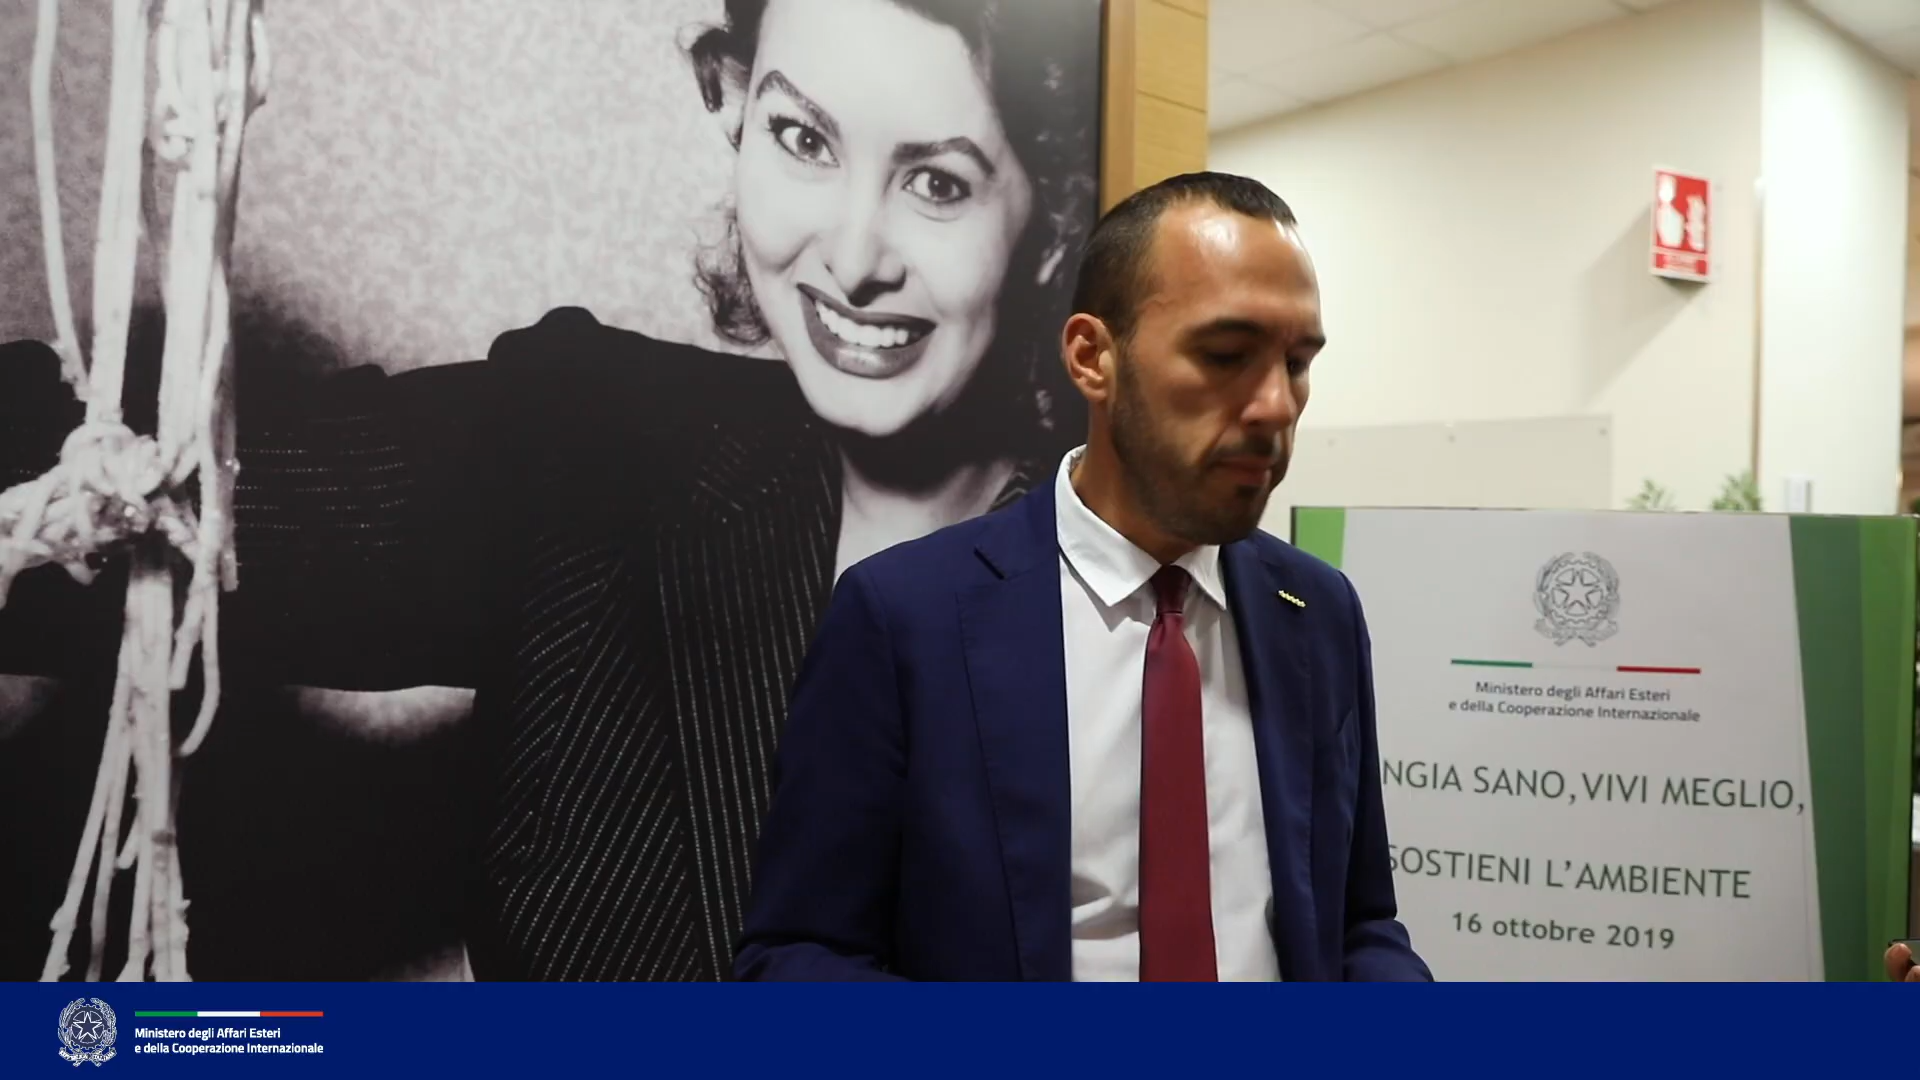 Ministero degli Affari Esteri
e della Cooperazione Internazionale
NGIA SANO, VIVI MEGLIO,
SOSTIENI L'AMBIENTE
16 ottobre 2019
Ministero degli Affari Esteri
e della Cooperazione Internazionale